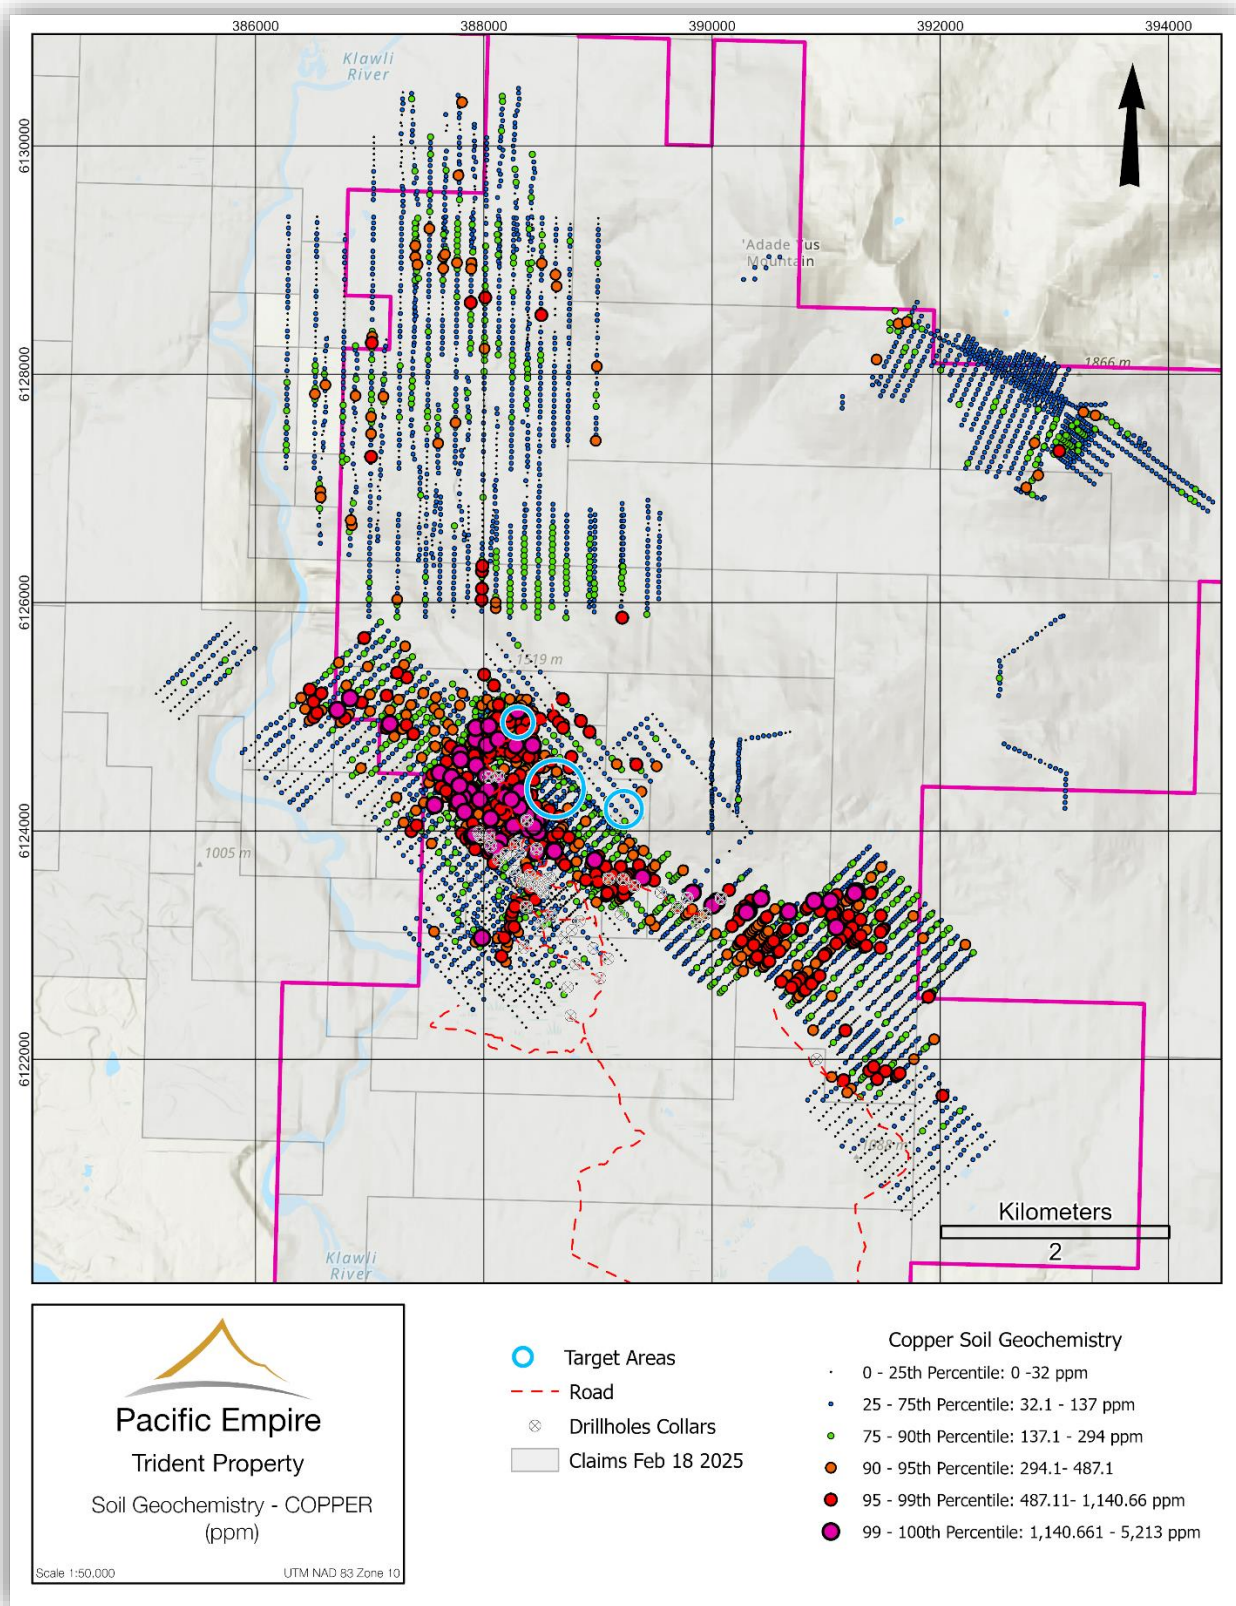 386000
388000
390000
392000
394000
Klawli
River
6130000
'Adade Yus
Mountain
6128000
1866 m
6126000
1519 m
6124000
1005 m
6122000
Kilometers
2
Klawli
River
Pacific Empire
Trident Property
Soil Geochemistry - COPPER
(ppm)
Scale 1:50,000
UTM NAD 83 Zone 10
Target Areas
Road
Drillholes Collars
Claims Feb 18 2025
Copper Soil Geochemistry
0 - 25th Percentile: 0 -32 ppm
25 - 75th Percentile: 32.1 - 137 ppm
75 - 90th Percentile: 137.1 - 294 ppm
90 - 95th Percentile: 294.1- 487.1
95 - 99th Percentile: 487.11- 1,140.66 ppm
99 - 100th Percentile: 1,140.661 - 5,213 ppm